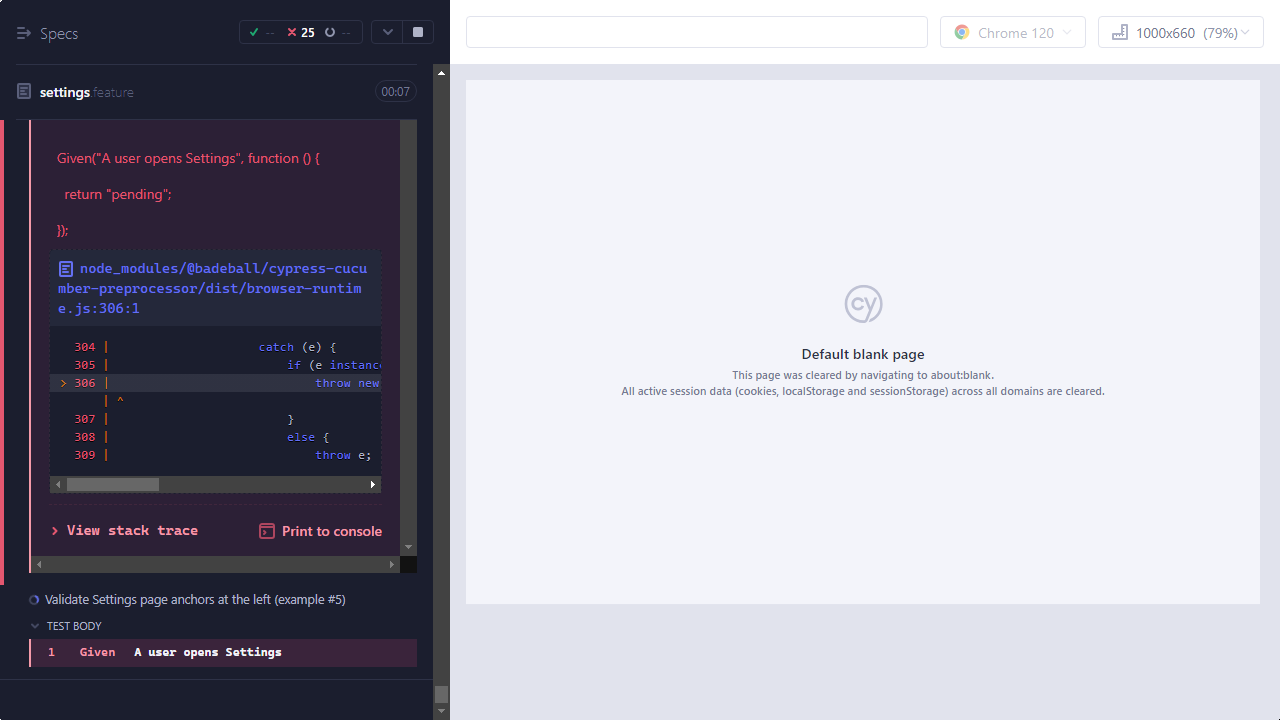 Specs
-- 25 --
Chrome 120
1000x660 (79%)
settings.feature
00:07
Given("A user opens Settings", function () {
return "pending";
});
node_modules/@badeball/cypress-cucu
mber-preprocessor/dist/browser-runtim
e.js:306:1
304 | catch (e) {
305 | if (e instanc
> 306 | throw new
| ^
307 | }
308 | else {
309 | throw e;
View stack trace
Print to console
Validate Settings page anchors at the left (example #5)
TEST BODY
1 Given A user opens Settings
cy
Default blank page
This page was cleared by navigating to about:blank.
All active session data (cookies, localStorage and sessionStorage) across all domains are cleared.